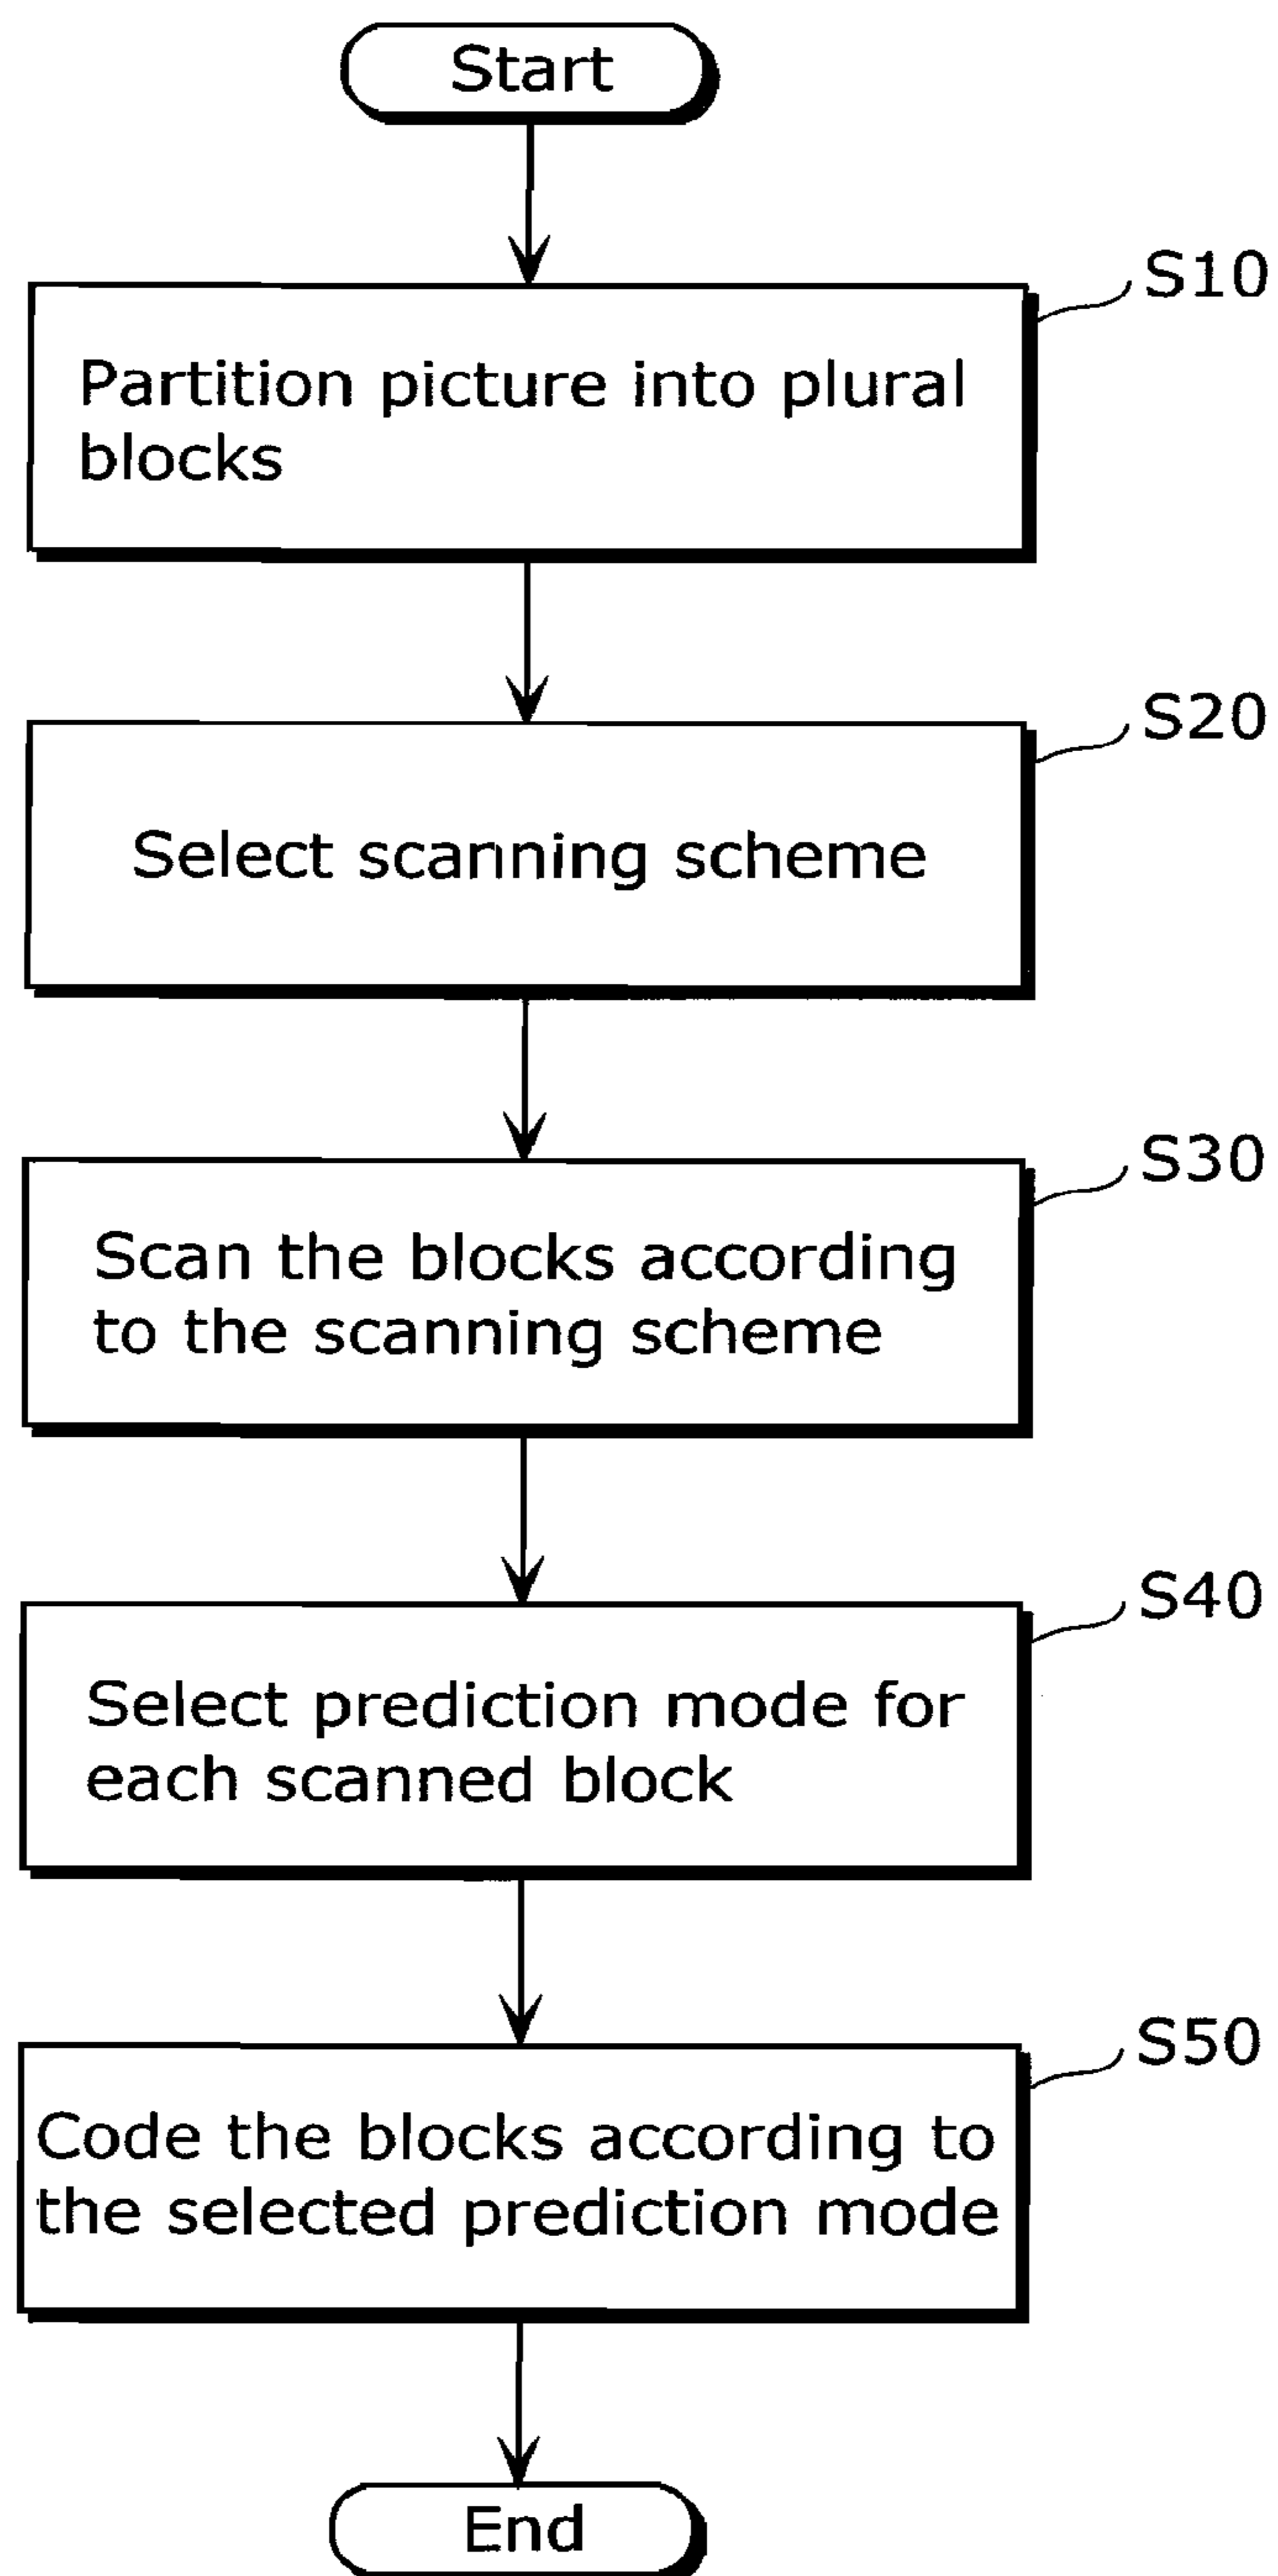 Start
S10
Partition picture into plural
blocks
S20
Select scanning scheme
S30
Scan the blocks according
to the scanning scheme
S40
Select prediction mode for
each scanned block
S50
Code the blocks according to
the selected prediction mode
End